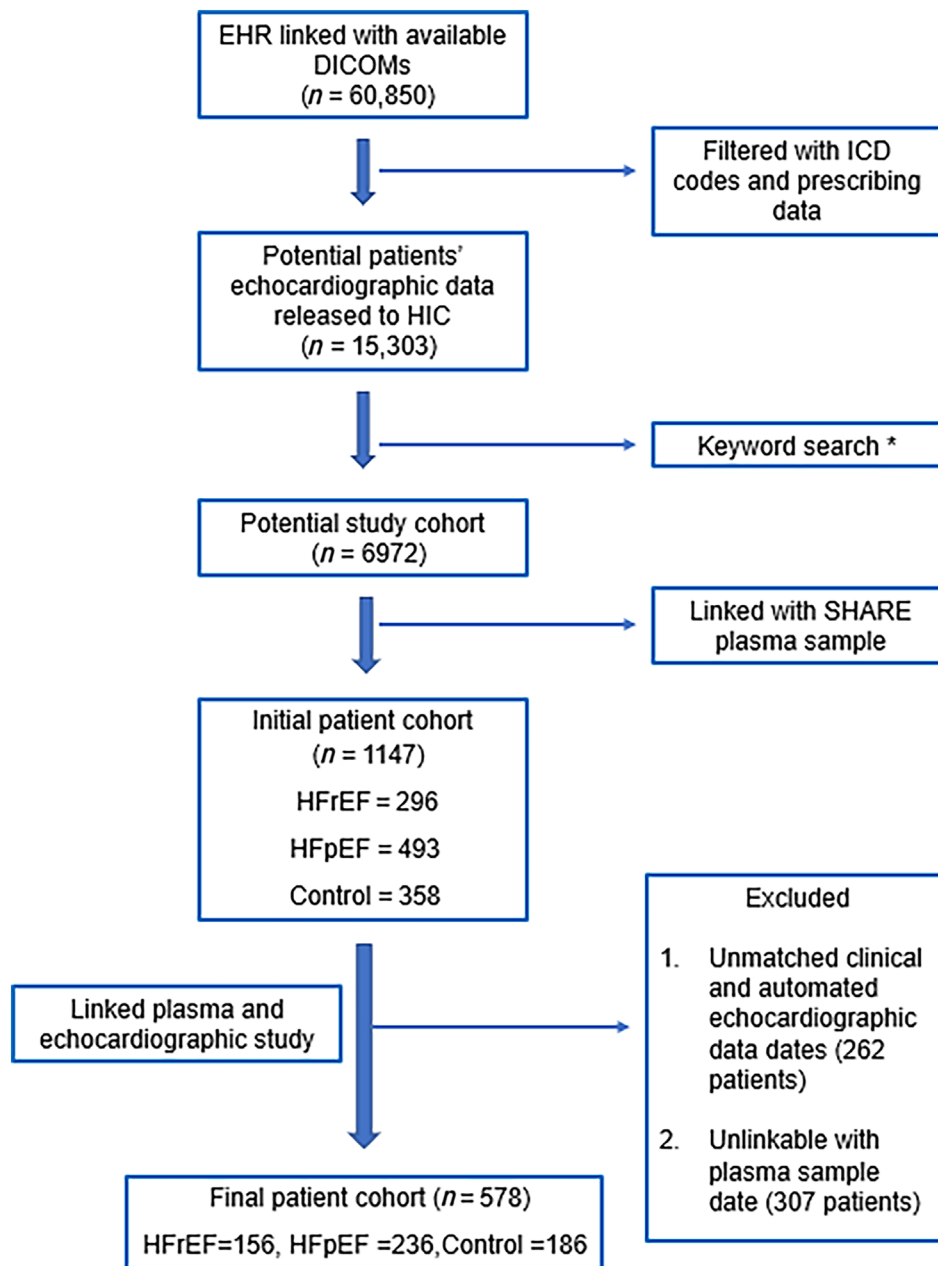 EHR linked with available
DICOMs
(n = 60,850)
Filtered with ICD
codes and prescribing
data
Potential patients'
echocardiographic data
released to HIC
(n = 15,303)
Keyword search *
Potential study cohort
(n = 6972)
Linked with SHARE
plasma sample
Initial patient cohort
(n = 1147)
HFrEF = 296
HFpEF = 493
Control = 358
Linked plasma and
echocardiographic study
Excluded
1. Unmatched clinical
and automated
echocardiographic
data dates (262
patients)
2. Unlinkable with
plasma sample
date (307 patients)
Final patient cohort (n = 578)
HFrEF=156, HFpEF =236,Control =186